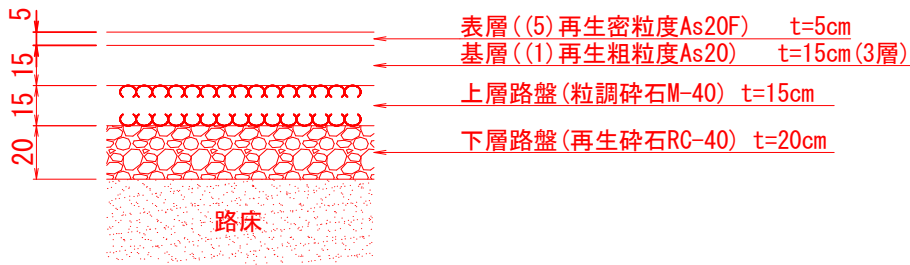 5
表層((5)再生密粒度As20F) t=5cm
15
基層((1)再生粗粒度As20) t=15cm(3層)
15
上層路盤(粒調砕石M-40) t=15cm
20
下層路盤(再生砕石RC-40) t=20cm
路床